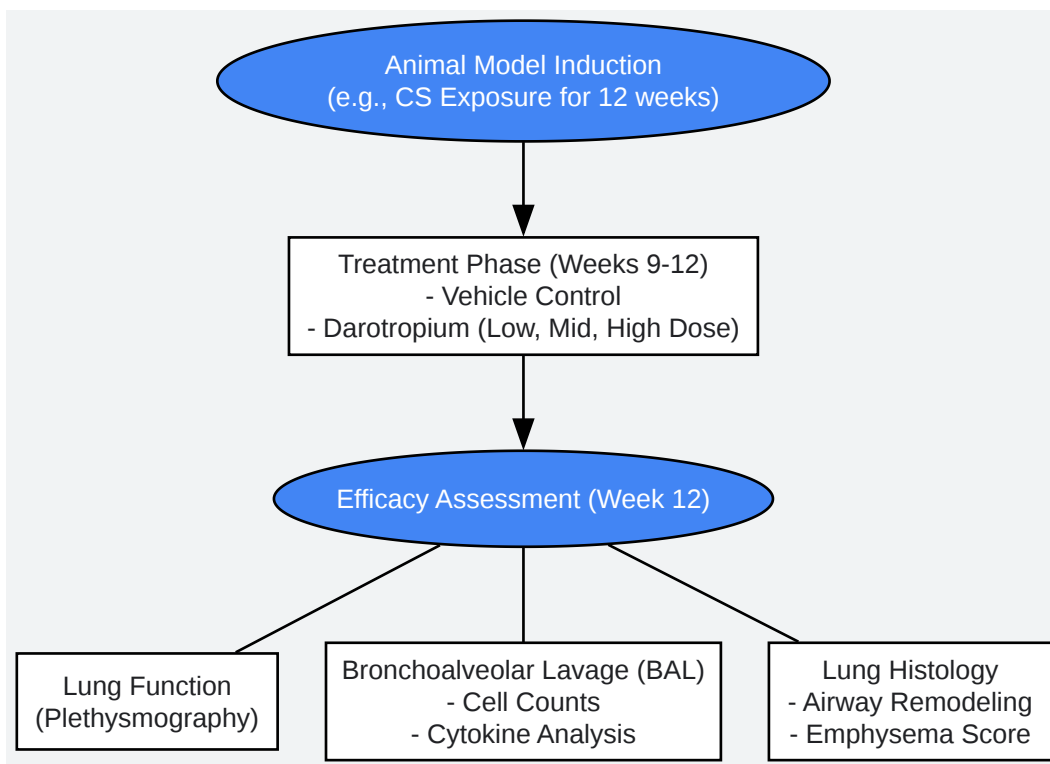 Animal Model Induction
(e.g., CS Exposure for 12 weeks)
Treatment Phase (Weeks 9-12)
- Vehicle Control
- Darotropium (Low, Mid, High Dose)
Efficacy Assessment (Week 12)
Lung Function
(Plethysmography)
Bronchoalveolar Lavage (BAL)
- Cell Counts
- Cytokine Analysis
Lung Histology
- Airway Remodeling
- Emphysema Score